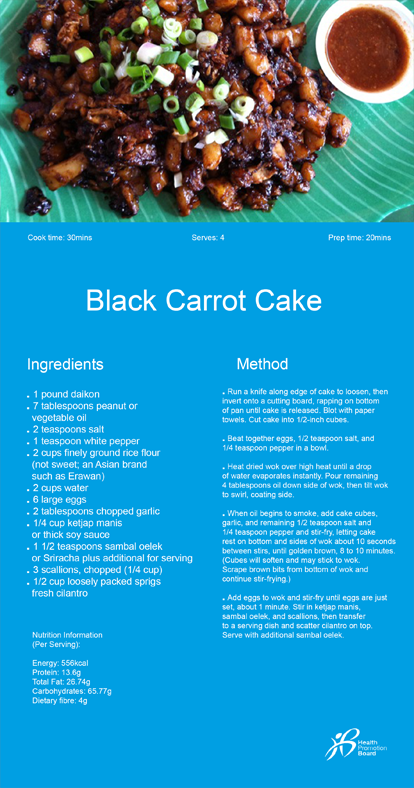 Cook time: 30mins
Serves: 4
Prep time: 20mins
Black Carrot Cake
Ingredients
. 1 pound daikon
. 7 tablespoons peanut or
vegetable oil
. 2 teaspoons salt
. 1 teaspoon white pepper
. 2 cups finely ground rice flour
(not sweet; an Asian brand
such as Erawan)
. 2 cups water
. 6 large eggs
. 2 tablespoons chopped garlic
. 1/4 cup ketjap manis
or thick soy sauce
. 1 1/2 teaspoons sambal oelek
or Sriracha plus additional for serving
. 3 scallions, chopped (1/4 cup)
. 1/2 cup loosely packed sprigs
fresh cilantro
Nutrition Information
(Per Serving):
Energy: 556kcal
Protein: 13.6g
Total Fat: 26.74g
Carbohydrates: 65.77g
Dietary fibre: 4g
Method
. Run a knife along edge of cake to loosen, then
invert onto a cutting board, rapping on bottom
of pan until cake is released. Blot with paper
towels. Cut cake into 1/2-inch cubes.
. Beat together eggs, 1/2 teaspoon salt, and
1/4 teaspoon pepper in a bowl.
. Heat dried wok over high heat until a drop
of water evaporates instantly. Pour remaining
4 tablespoons oil down side of wok, then tilt wok
to swirl, coating side.
. When oil begins to smoke, add cake cubes,
garlic, and remaining 1/2 teaspoon salt and
1/4 teaspoon pepper and stir-fry, letting cake
rest on bottom and sides of wok about 10 seconds
between stirs, until golden brown, 8 to 10 minutes.
(Cubes will soften and may stick to wok.
Scrape brown bits from bottom of wok and
continue stir-frying.)
. Add eggs to wok and stir-fry until eggs are just
set, about 1 minute. Stir in ketjap manis,
sambal oelek, and scallions, then transfer
to a serving dish and scatter cilantro on top.
Serve with additional sambal oelek.
Health
Promotion
Board